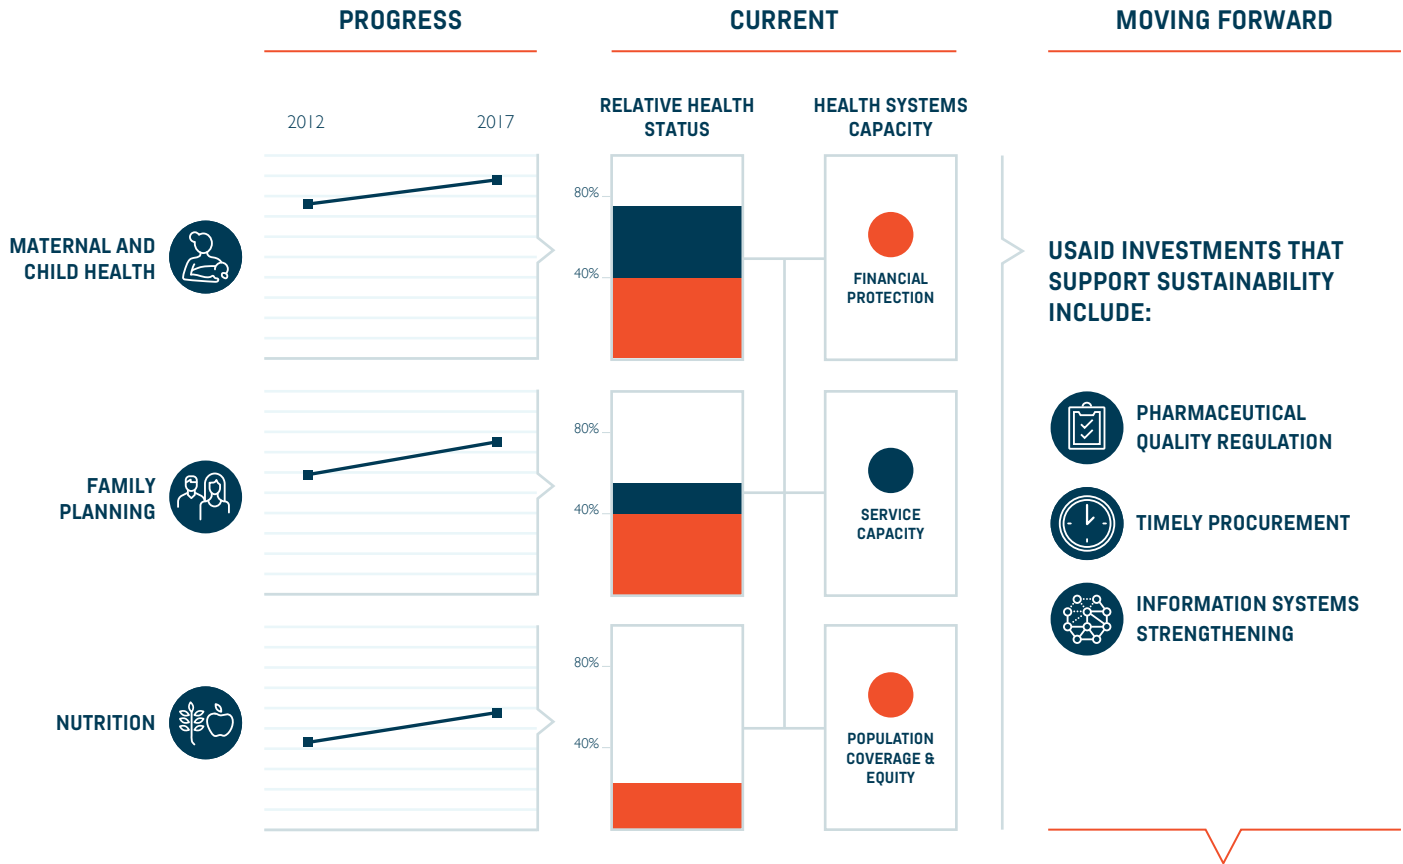 PROGRESS
CURRENT
MOVING FORWARD
2012
2017
RELATIVE HEALTH
STATUS
HEALTH SYSTEMS
CAPACITY
MATERNAL AND
CHILD HEALTH
80%
40%
FINANCIAL
PROTECTION
FAMILY
PLANNING
80%
40%
SERVICE
CAPACITY
NUTRITION
80%
40%
POPULATION
COVERAGE &
EQUITY
USAID INVESTMENTS THAT
SUPPORT SUSTAINABILITY
INCLUDE:
PHARMACEUTICAL
QUALITY REGULATION
TIMELY PROCUREMENT
INFORMATION SYSTEMS
STRENGTHENING